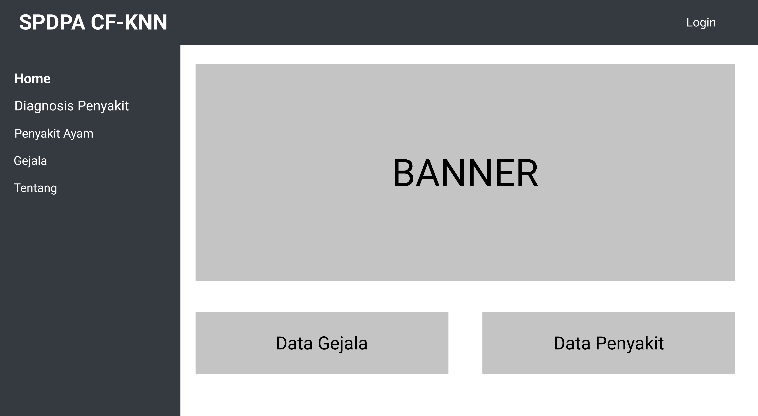 SPDPA CF-KNN
Login
Home
Diagnosis Penyakit
Penyakit Ayam
Gejala
Tentang
BANNER
Data Gejala
Data Penyakit